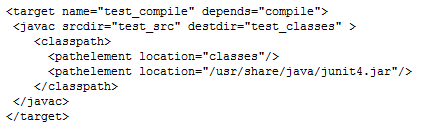 <target name="test_compile" depends="compile">
<javac srcdir="test_src" destdir="test_classes" >
<classpath>
<pathelement location="classes"/>
<pathelement location="/usr/share/java/junit4.jar"/>
</classpath>
</javac>
</target>